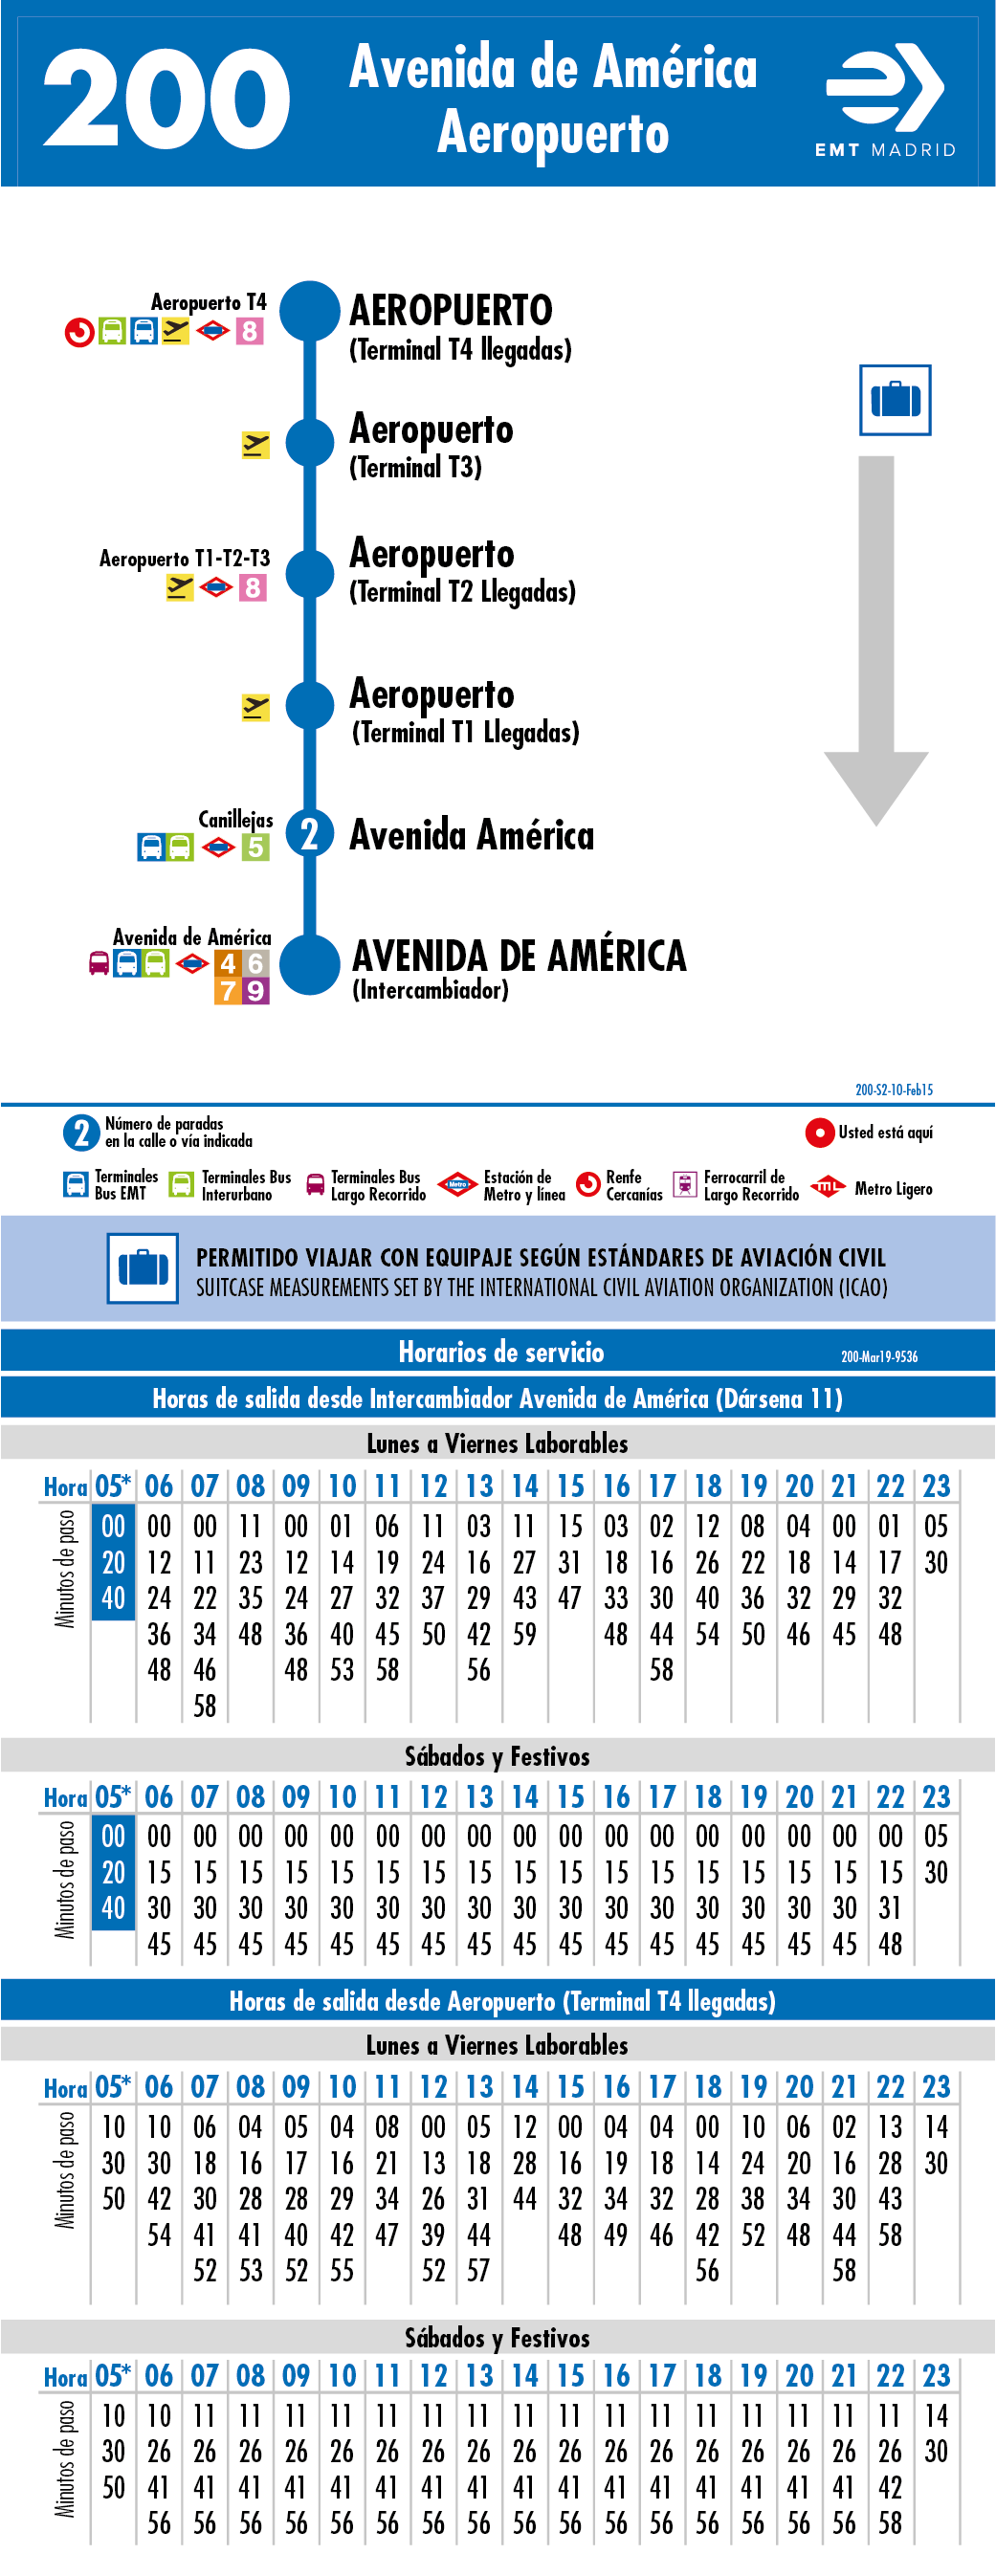 200
Avenida de América
Aeropuerto
EMT MADRID
Aeropuerto T4
8
AEROPUERTO
(Terminal T4 llegadas)
Aeropuerto
(Terminal T3)
Aeropuerto T1-T2-T3
8
Aeropuerto
(Terminal T2 Llegadas)
Aeropuerto
(Terminal T1 Llegadas)
Canillejas
5
2
Avenida América
Avenida de América
4 6
7 9
AVENIDA DE AMÉRICA
(Intercambiador)
200-S2-10-Feb15
2
Número de paradas
en la calle o vía indicada
Usted está aquí
Terminales
Bus EMT
Terminales Bus
Interurbano
Terminales Bus
Largo Recorrido
Metro
Estación de
Metro y línea
Renfe
Cercanías
Ferrocarril de
Largo Recorrido
mL
Metro Ligero
PERMITIDO VIAJAR CON EQUIPAJE SEGÚN ESTÁNDARES DE AVIACIÓN CIVIL
SUITCASE MEASUREMENTS SET BY THE INTERNATIONAL CIVIL AVIATION ORGANIZATION (ICAO)
Horarios de servicio
200-Mar19-9536
Horas de salida desde Intercambiador Avenida de América (Dársena 11)
Lunes a Viernes Laborables
Hora 05* 06 07 08 09 10 11 12 13 14 15 16 17 18 19 20 21 22 23
Minutos de paso
00 00 00 11 00 01 06 11 03 11 15 03 02 12 08 04 00 01 05
20 12 11 23 12 14 19 24 16 27 31 18 16 26 22 18 14 17 30
40 24 22 35 24 27 32 37 29 43 47 33 30 40 36 32 29 32
36 34 48 36 40 45 50 42 59 48 44 54 50 46 45 48
48 46 48 53 58 56 58
58
Sábados y Festivos
Hora 05* 06 07 08 09 10 11 12 13 14 15 16 17 18 19 20 21 22 23
Minutos de paso
00 00 00 00 00 00 00 00 00 00 00 00 00 00 00 00 00 00 05
20 15 15 15 15 15 15 15 15 15 15 15 15 15 15 15 15 15 30
40 30 30 30 30 30 30 30 30 30 30 30 30 30 30 30 30 31
45 45 45 45 45 45 45 45 45 45 45 45 45 45 45 45 48
Horas de salida desde Aeropuerto (Terminal T4 llegadas)
Lunes a Viernes Laborables
Hora 05* 06 07 08 09 10 11 12 13 14 15 16 17 18 19 20 21 22 23
Minutos de paso
10 10 06 04 05 04 08 00 05 12 00 04 04 00 10 06 02 13 14
30 30 18 16 17 16 21 13 18 28 16 19 18 14 24 20 16 28 30
50 42 30 28 28 29 34 26 31 44 32 34 32 28 38 34 30 43
54 41 41 40 42 47 39 44 48 49 46 42 52 48 44 58
52 53 52 55 52 57 56 58
Sábados y Festivos
Hora 05* 06 07 08 09 10 11 12 13 14 15 16 17 18 19 20 21 22 23
Minutos de paso
10 10 11 11 11 11 11 11 11 11 11 11 11 11 11 11 11 11 14
30 26 26 26 26 26 26 26 26 26 26 26 26 26 26 26 26 26 30
50 41 41 41 41 41 41 41 41 41 41 41 41 41 41 41 41 42
56 56 56 56 56 56 56 56 56 56 56 56 56 56 56 56 58